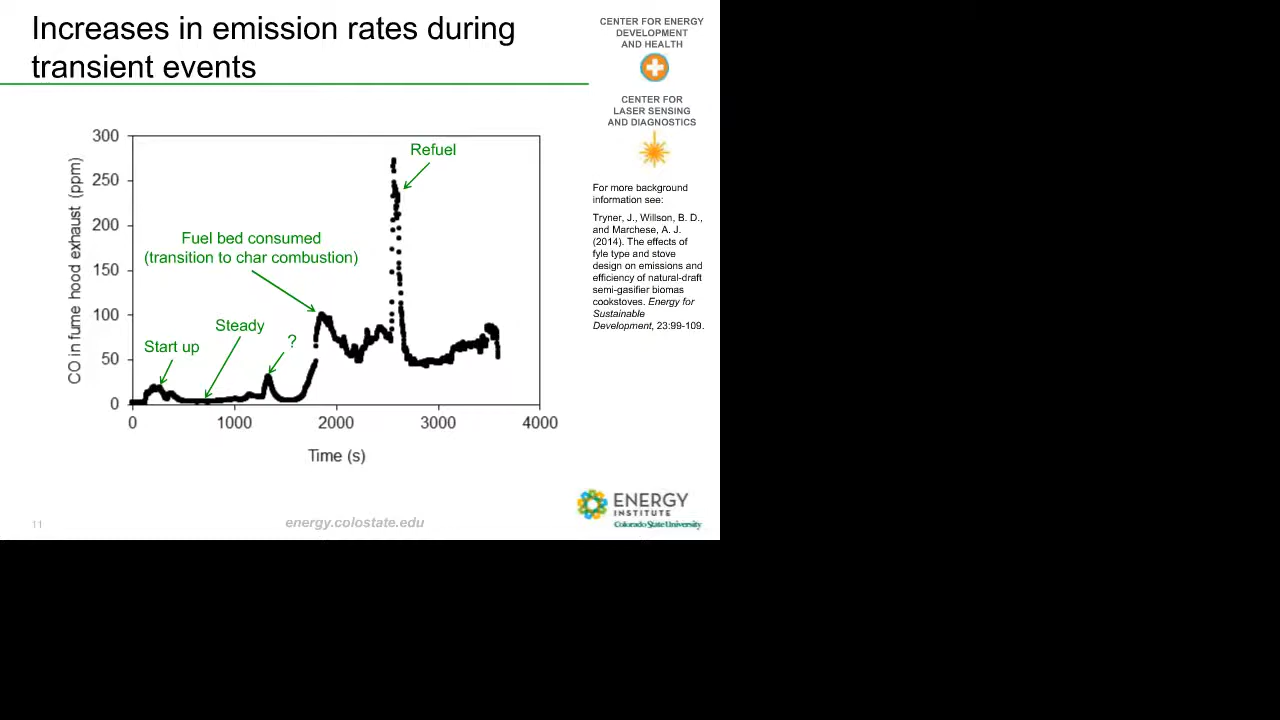 Increases in emission rates during
transient events
CENTER FOR ENERGY
DEVELOPMENT
AND HEALTH
CENTER FOR
LASER SENSING
AND DIAGNOSTICS
For more background
information see:
Tryner, J., Willson, B. D.,
and Marchese, A. J.
(2014). The effects of
fyle type and stove
design on emissions and
efficiency of natural-draft
semi-gasifier biomas
cookstoves. Energy for
Sustainable
Development, 23:99-109.
CO in fume hood exhaust (ppm)
300
250
200
150
100
50
0
Refuel
Fuel bed consumed
(transition to char combustion)
Steady
?
Start up
0 1000 2000 3000 4000
Time (s)
11
energy.colostate.edu
ENERGY
INSTITUTE
Colorado State University